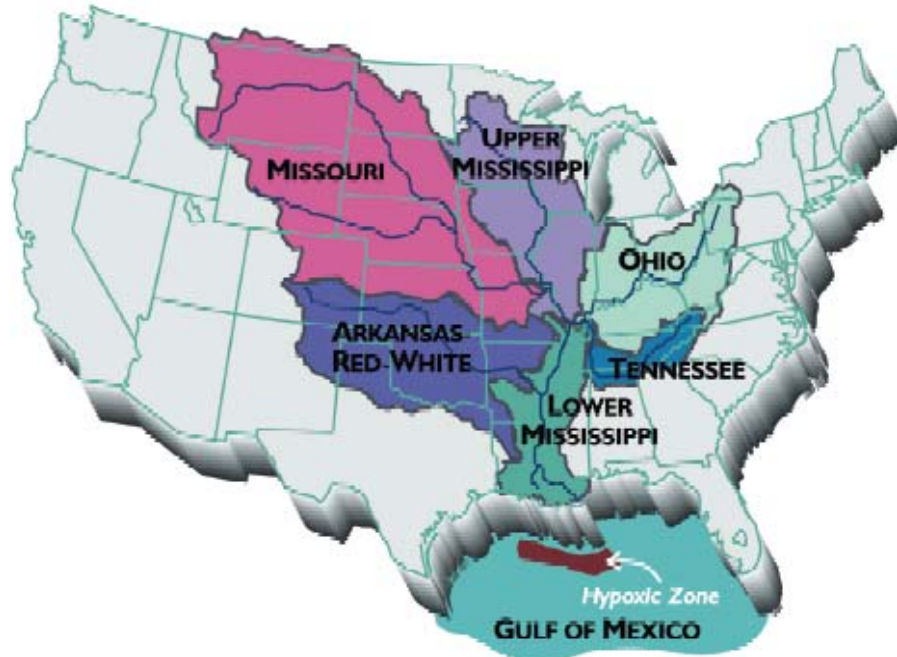 UPPER
MISSISSIPPI
MISSOURI
OHIO
ARKANSAS
RED-WHITE
TENNESSEE
LOWER
MISSISSIPPI
Hypoxic Zone
GULF OF MEXICO